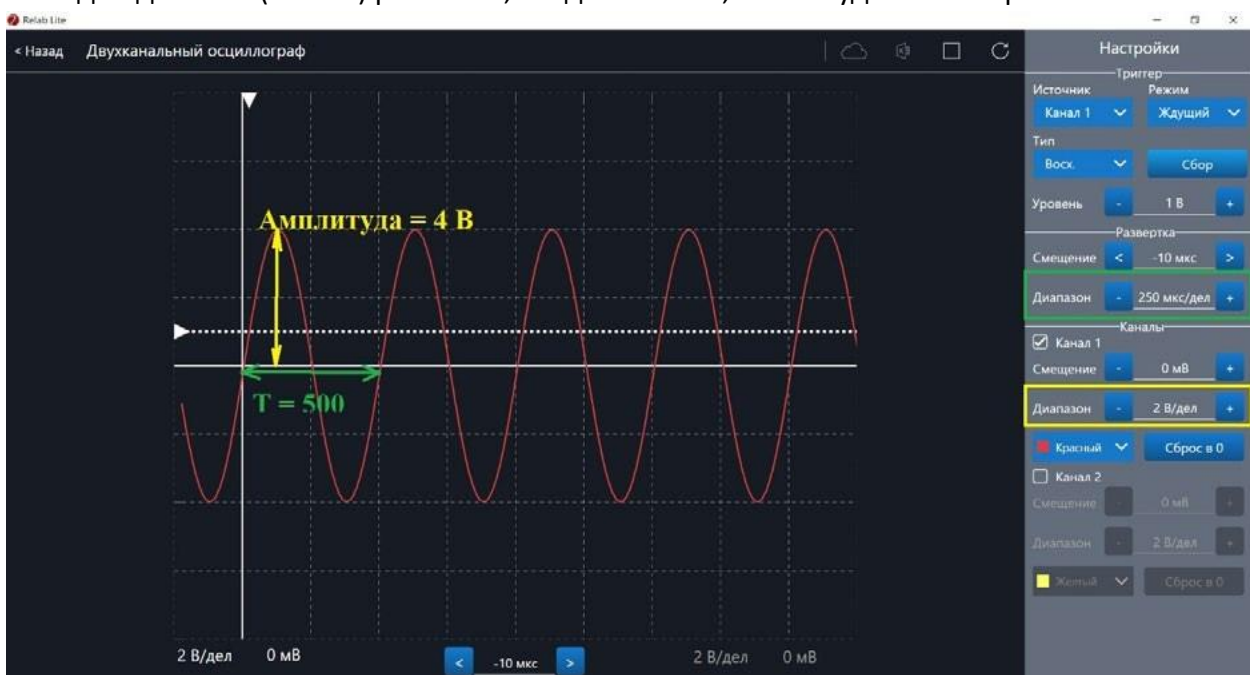 Relab Lite
< Назад Двухканальный осциллограф
Настройки
Триггер
Источник Режим
Канал 1 Ждущий
Тип
Восх. Сбор
Уровень - 1 В +
Развертка
Смещение < -10 мкс >
Диапазон - 250 мкс/дел +
Каналы
Канал 1
Смещение - 0 мВ +
Диапазон - 2 В/дел +
Красный Сброс в 0
Канал 2
Смещение - 0 мВ +
Диапазон - 2 В/дел +
Желтый Сброс в 0
Амплитуда = 4 В
T = 500
2 В/дел 0 мВ < -10 мкс > 2 В/дел 0 мВ